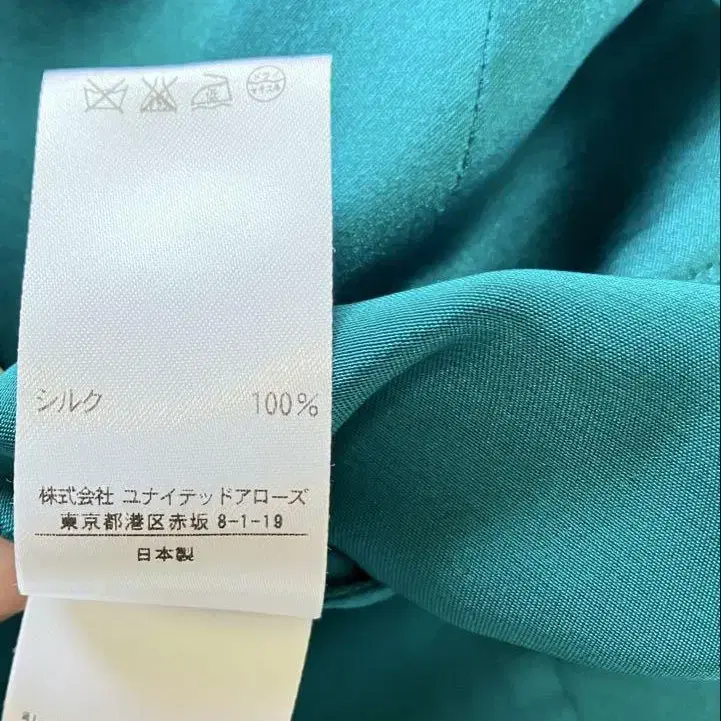 低
シルク 100%
株式会社 ユナイテッドアローズ
東京都港区赤坂 8-1-19
日本製